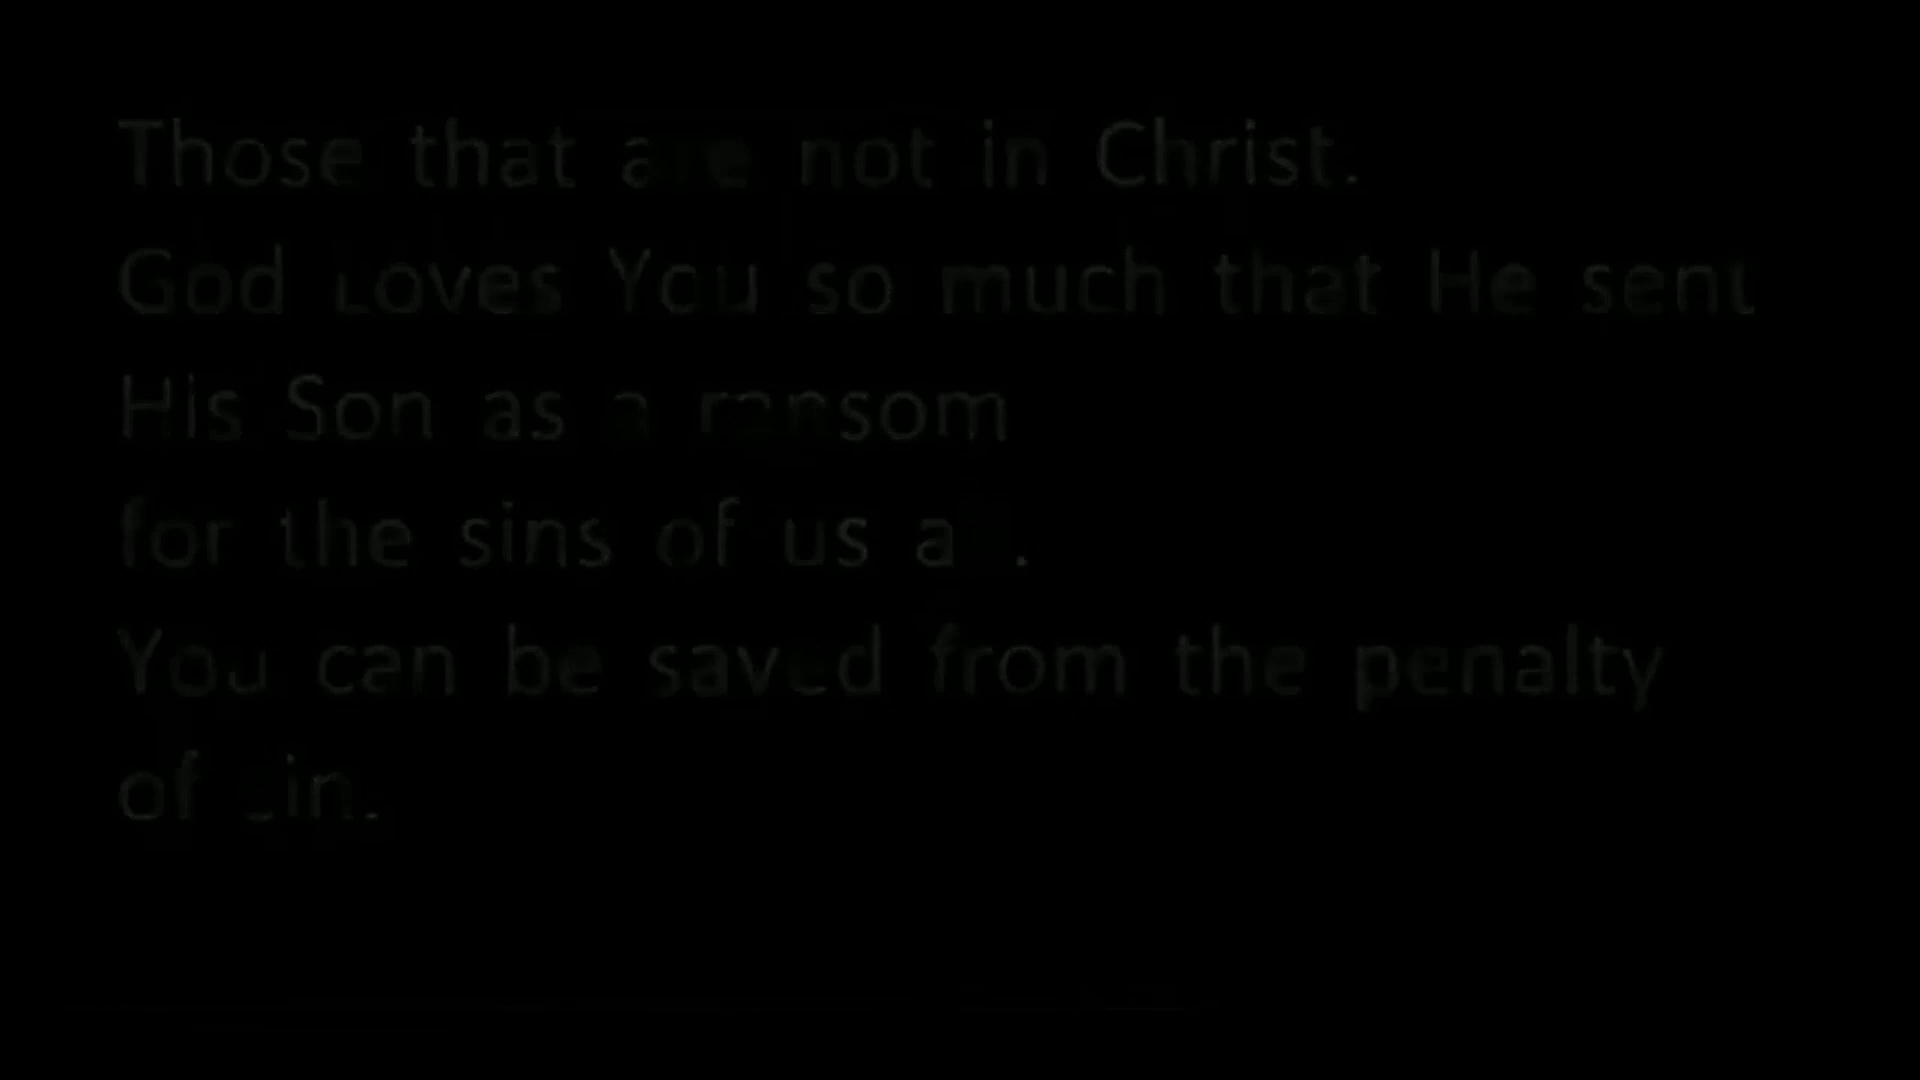 Those that are not in Christ.
God Loves You so much that He sent
His Son as a ransom
for the sins of us all.
You can be saved from the penalty
of sin.